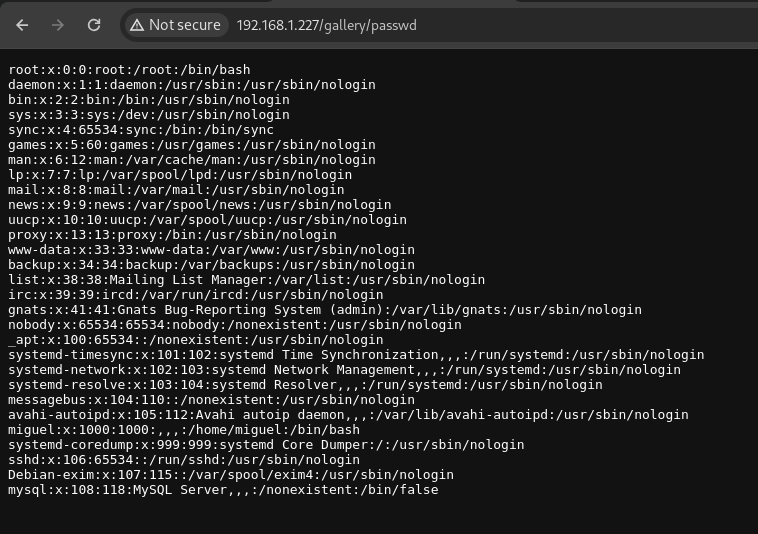 Not secure 192.168.1.227/gallery/passwd
root:x:0:0:root:/root:/bin/bash
daemon:x:1:1:daemon:/usr/sbin:/usr/sbin/nologin
bin:x:2:2:bin:/bin:/usr/sbin/nologin
sys:x:3:3:sys:/dev:/usr/sbin/nologin
sync:x:4:65534:sync:/bin:/bin/sync
games:x:5:60:games:/usr/games:/usr/sbin/nologin
man:x:6:12:man:/var/cache/man:/usr/sbin/nologin
lp:x:7:7:lp:/var/spool/lpd:/usr/sbin/nologin
mail:x:8:8:mail:/var/mail:/usr/sbin/nologin
news:x:9:9:news:/var/spool/news:/usr/sbin/nologin
uucp:x:10:10:uucp:/var/spool/uucp:/usr/sbin/nologin
proxy:x:13:13:proxy:/bin:/usr/sbin/nologin
www-data:x:33:33:www-data:/var/www:/usr/sbin/nologin
backup:x:34:34:backup:/var/backups:/usr/sbin/nologin
list:x:38:38:Mailing List Manager:/var/list:/usr/sbin/nologin
irc:x:39:39:ircd:/var/run/ircd:/usr/sbin/nologin
gnats:x:41:41:Gnats Bug-Reporting System (admin):/var/lib/gnats:/usr/sbin/nologin
nobody:x:65534:65534:nobody:/nonexistent:/usr/sbin/nologin
_apt:x:100:65534::/nonexistent:/usr/sbin/nologin
systemd-timesync:x:101:102:systemd Time Synchronization,,,:/run/systemd:/usr/sbin/nologin
systemd-network:x:102:103:systemd Network Management,,,:/run/systemd:/usr/sbin/nologin
systemd-resolve:x:103:104:systemd Resolver,,,:/run/systemd:/usr/sbin/nologin
messagebus:x:104:110::/nonexistent:/usr/sbin/nologin
avahi-autoipd:x:105:112:Avahi autoip daemon,,,:/var/lib/avahi-autoipd:/usr/sbin/nologin
miguel:x:1000:1000:,,,:/home/miguel:/bin/bash
systemd-coredump:x:999:999:systemd Core Dumper:/:/usr/sbin/nologin
sshd:x:106:65534::/run/sshd:/usr/sbin/nologin
Debian-exim:x:107:115::/var/spool/exim4:/usr/sbin/nologin
mysql:x:108:118:MySQL Server,,,:/nonexistent:/bin/false